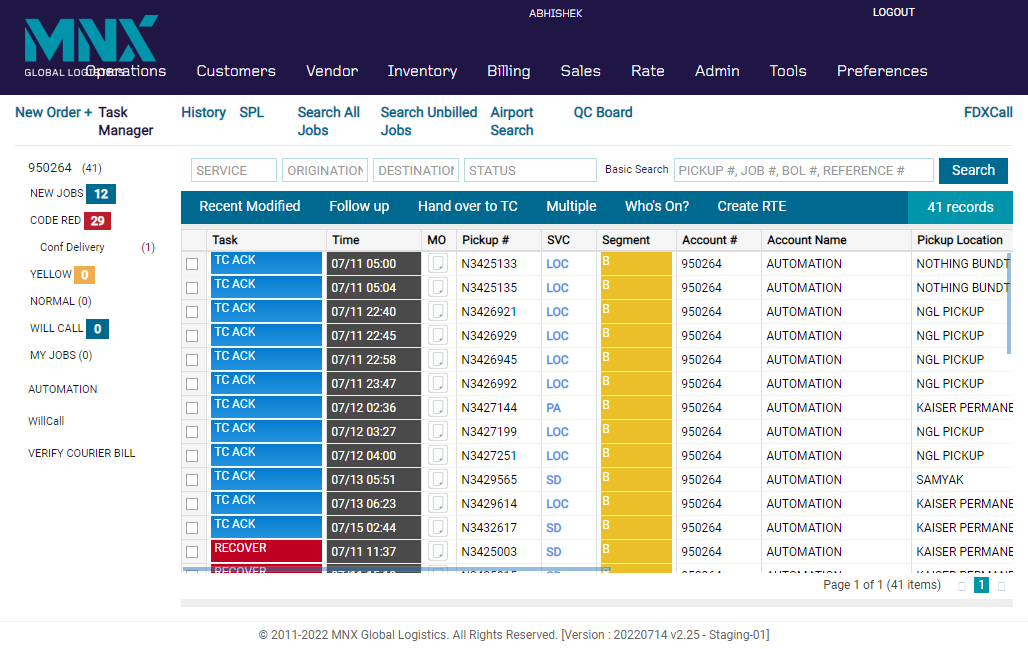 ABHISHEK LOGOUT
MNX
GLOBAL LOGISTICS
Operations Customers Vendor Inventory Billing Sales Rate Admin Tools Preferences
New Order + Task Manager History SPL Search All Jobs Search Unbilled Jobs Airport Search QC Board FDXCall
950264 (41)
NEW JOBS 12
CODE RED 29
Conf Delivery (1)
YELLOW 0
NORMAL (0)
WILL CALL 0
MY JOBS (0)
AUTOMATION
WillCall
VERIFY COURIER BILL
SERVICE ORIGINATION DESTINATION STATUS Basic Search PICKUP #, JOB #, BOL #, REFERENCE # Search
Recent Modified Follow up Hand over to TC Multiple Who's On? Create RTE 41 records
Task Time MO Pickup # SVC Segment Account # Account Name Pickup Location
TC ACK 07/11 05:00 N3425133 LOC B 950264 AUTOMATION NOTHING BUNDT
TC ACK 07/11 05:04 N3425135 LOC B 950264 AUTOMATION NOTHING BUNDT
TC ACK 07/11 22:40 N3426921 LOC B 950264 AUTOMATION NGL PICKUP
TC ACK 07/11 22:45 N3426929 LOC B 950264 AUTOMATION NGL PICKUP
TC ACK 07/11 22:58 N3426945 LOC B 950264 AUTOMATION NGL PICKUP
TC ACK 07/11 23:47 N3426992 LOC B 950264 AUTOMATION NGL PICKUP
TC ACK 07/12 02:36 N3427144 PA B 950264 AUTOMATION KAISER PERMANE
TC ACK 07/12 03:27 N3427199 LOC B 950264 AUTOMATION NGL PICKUP
TC ACK 07/12 04:00 N3427251 LOC B 950264 AUTOMATION NGL PICKUP
TC ACK 07/13 05:51 N3429565 SD B 950264 AUTOMATION SAMYAK
TC ACK 07/13 06:23 N3429614 LOC B 950264 AUTOMATION KAISER PERMANE
TC ACK 07/15 02:44 N3432617 SD B 950264 AUTOMATION KAISER PERMANE
RECOVER 07/11 11:37 N3425003 SD B 950264 AUTOMATION KAISER PERMANE
RECOVER
Page 1 of 1 (41 items) 1
© 2011-2022 MNX Global Logistics. All Rights Reserved. [Version : 20220714 v2.25 - Staging-01]